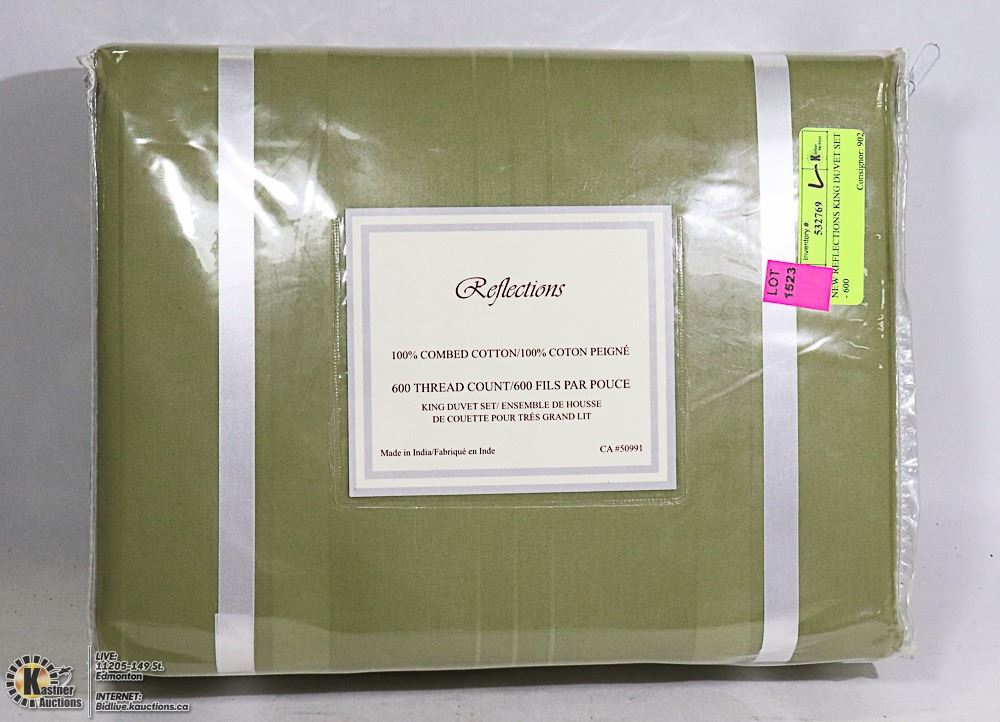 Reflections
100% COMBED COTTON/100% COTON PEIGNÉ
600 THREAD COUNT/600 FILS PAR POUCE
KING DUVET SET/ ENSEMBLE DE HOUSSE
DE COUETTE POUR TRÈS GRAND LIT
Made in India/Fabriqué en Inde
CA #50991
Inventory #:
532769
NEW REFLECTIONS KING DUVET SET
- 600
Consignor: 902
LOT
1523
Kastner
Auctions
LIVE:
11205-149 St.
Edmonton
INTERNET:
Bidlive.kauctions.ca